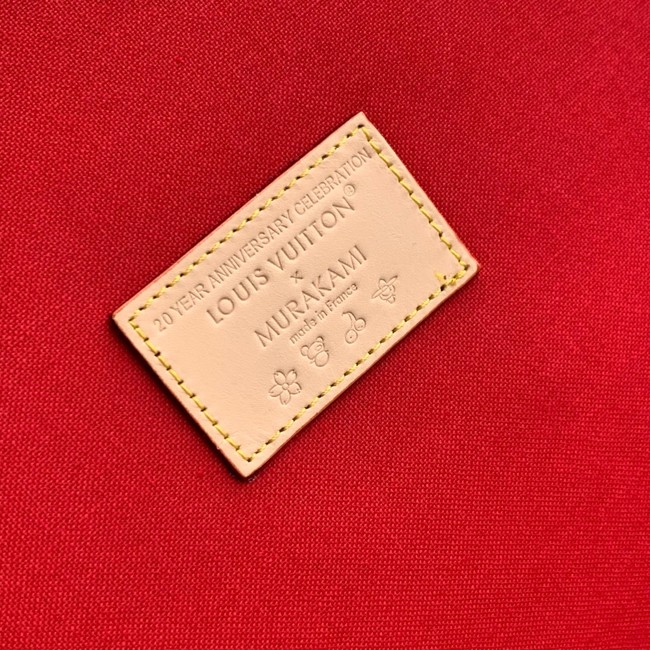 20 YEAR ANNIVERSARY CELEBRATION
LOUIS VUITTON®
×
MURAKAMI
made in France